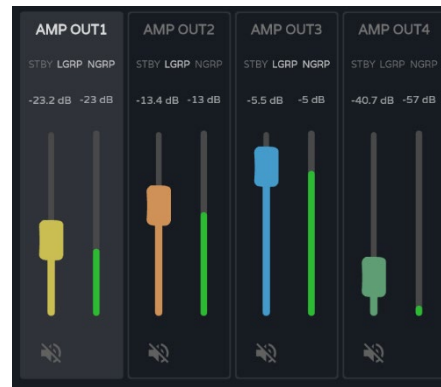 AMP OUT1 AMP OUT2 AMP OUT3 AMP OUT4
STBY LGRP NGRP STBY LGRP NGRP STBY LGRP NGRP STBY LGRP NGRP
-23.2 dB -23 dB -13.4 dB -13 dB -5.5 dB -5 dB -40.7 dB -57 dB